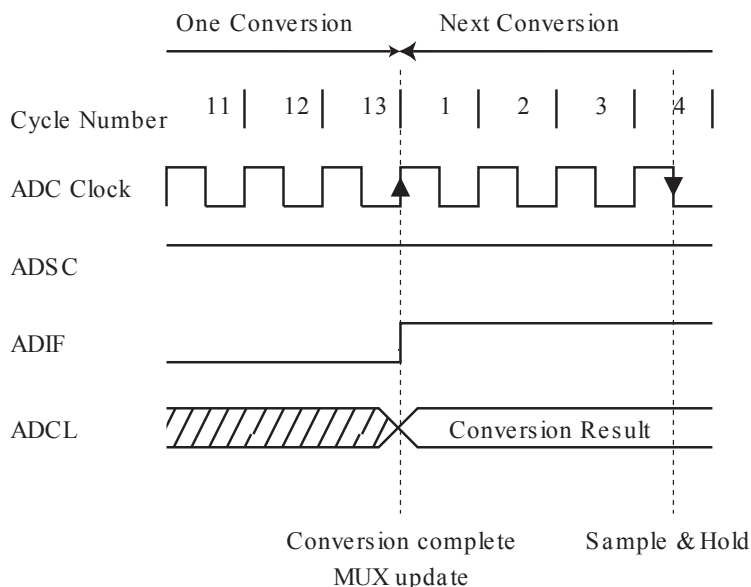 One Conversion Next Conversion
Cycle Number 11 12 13 1 2 3 4
ADC Clock
ADSC
ADIF
ADCL Conversion Result
Conversion complete Sample & Hold
MUX update